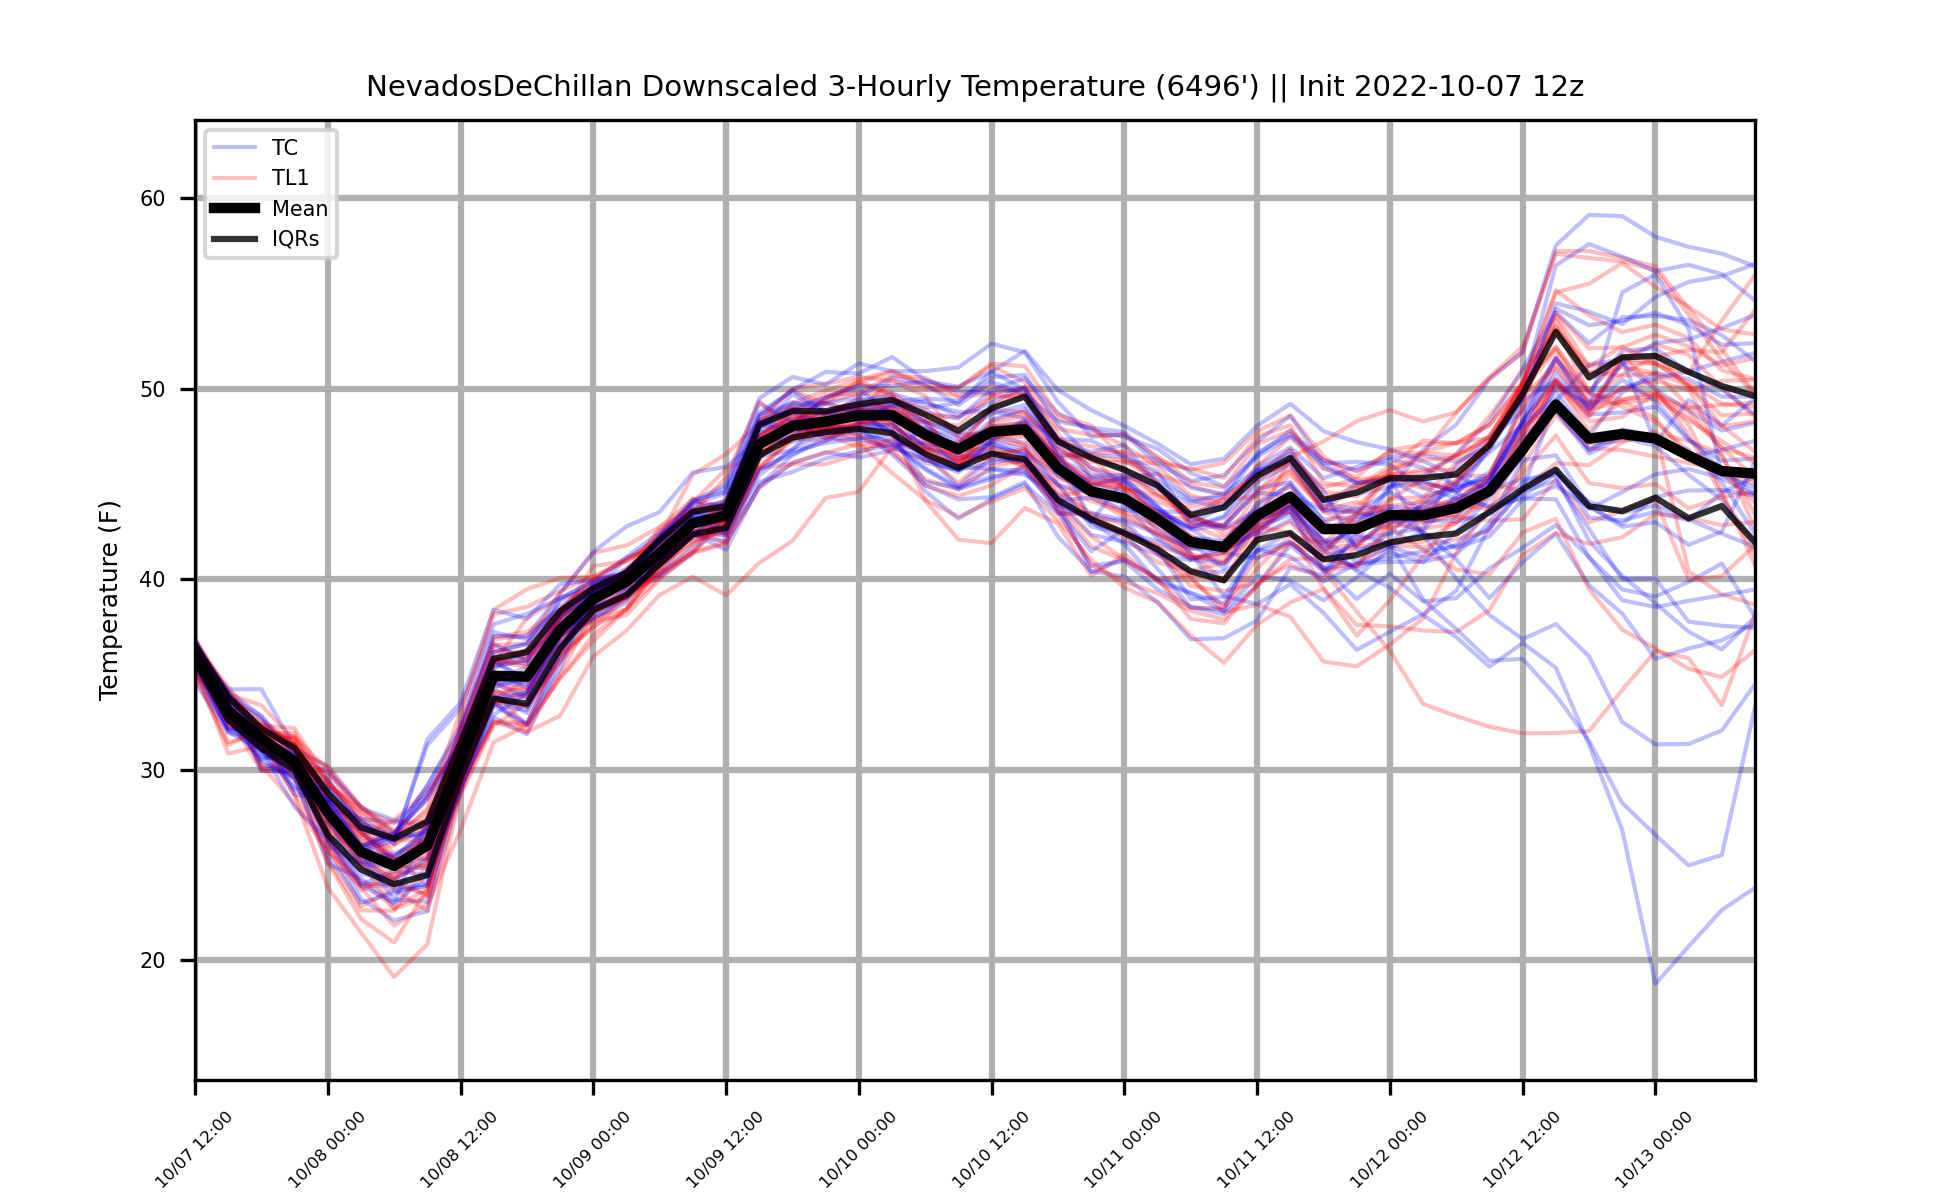 NevadosDeChillan Downscaled 3-Hourly Temperature (6496') || Init 2022-10-07 12z
TC
TL1
Mean
IQRs
Temperature (F)
60
50
40
30
20
10/07 12:00
10/08 00:00
10/08 12:00
10/09 00:00
10/09 12:00
10/10 00:00
10/10 12:00
10/11 00:00
10/11 12:00
10/12 00:00
10/12 12:00
10/13 00:00